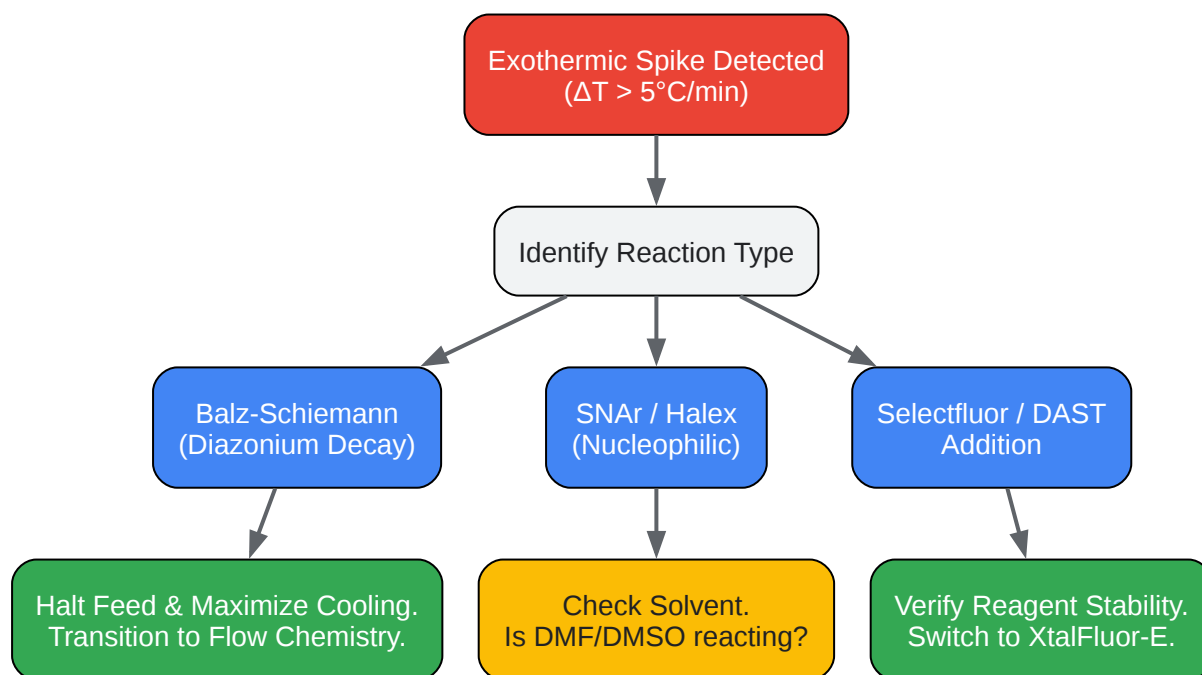 Exothermic Spike Detected
(ΔT > 5°C/min)
Identify Reaction Type
Balz-Schiemann
(Diazonium Decay)
SNAr / Halex
(Nucleophilic)
Selectfluor / DAST
Addition
Halt Feed & Maximize Cooling.
Transition to Flow Chemistry.
Check Solvent.
Is DMF/DMSO reacting?
Verify Reagent Stability.
Switch to XtalFluor-E.